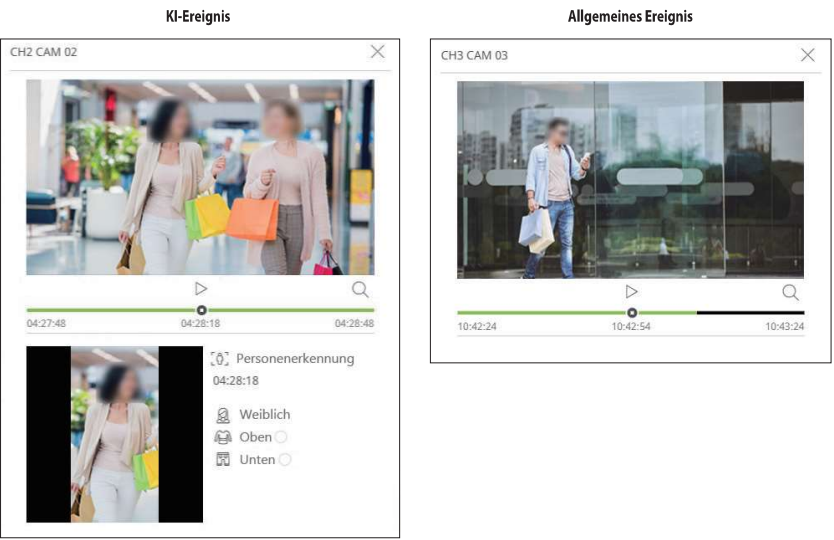 KI-Ereignis
CH2 CAM 02
04:27:48 04:28:18 04:28:48
Personenerkennung
04:28:18
Weiblich
Oben
Unten
Allgemeines Ereignis
CH3 CAM 03
10:42:24 10:42:54 10:43:24